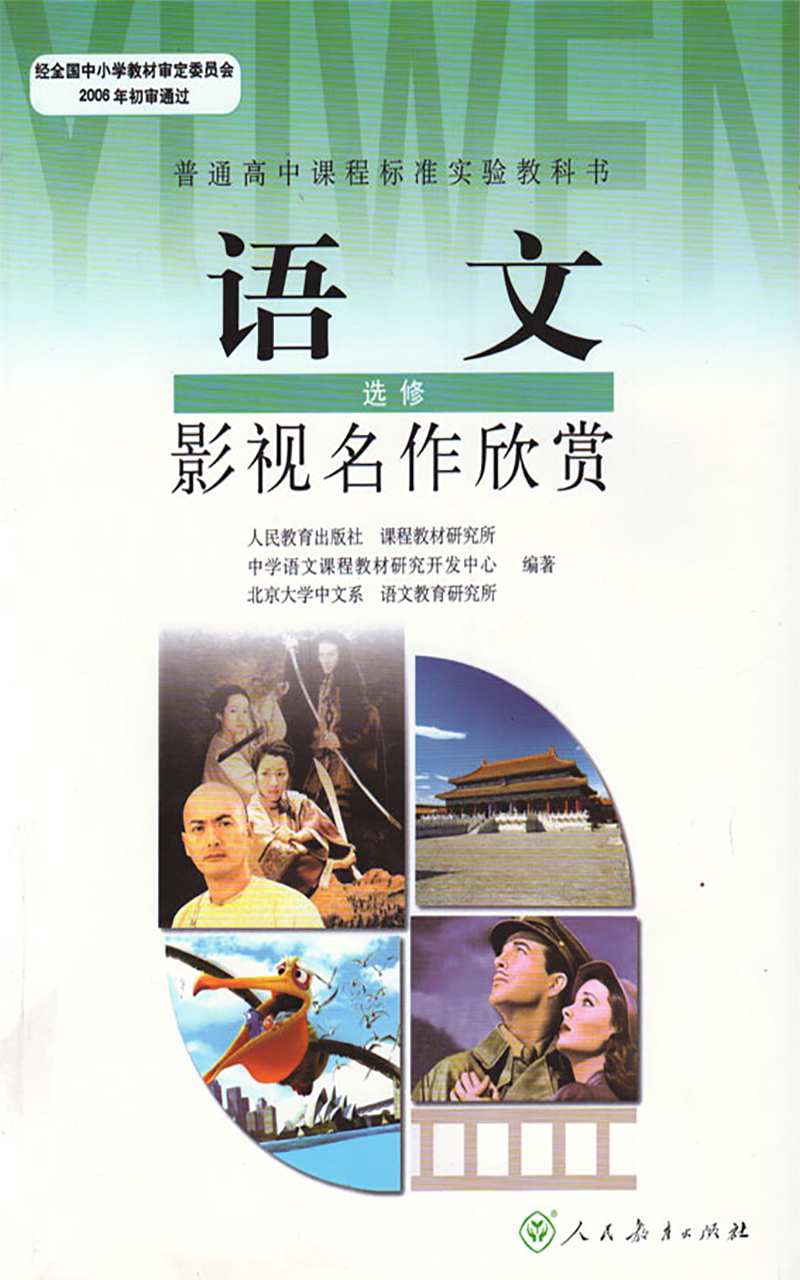 YUWEN
经全国中小学教材审定委员会
2006年初审通过
普通高中课程标准实验教科书
语文
选修
影视名作欣赏
人民教育出版社 课程教材研究所
中学语文课程教材研究开发中心 编著
北京大学中文系 语文教育研究所
人民教育出版社